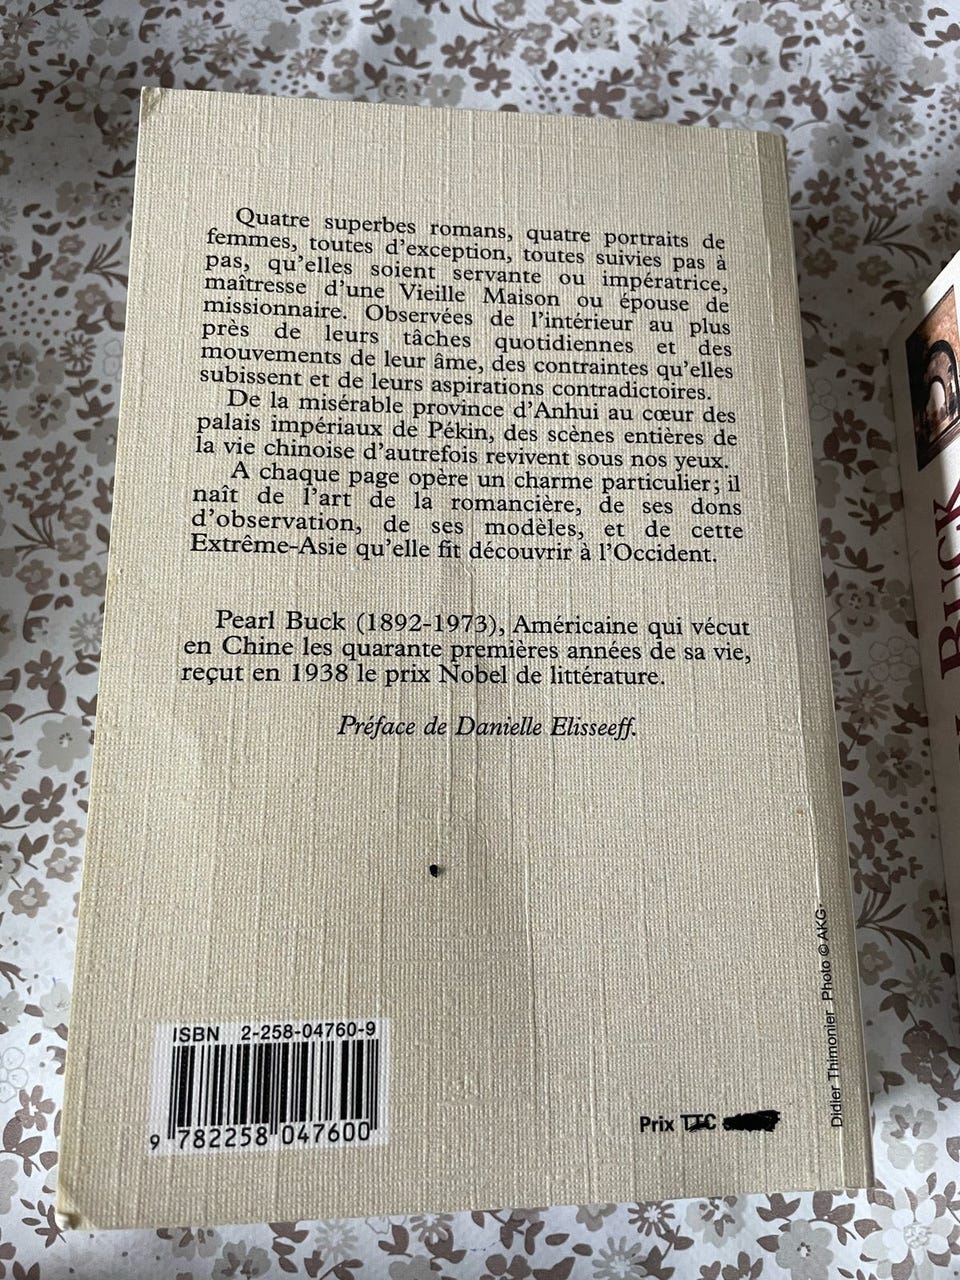 Quatre superbes romans, quatre portraits de
femmes, toutes d'exception, toutes suivies pas à
pas, qu'elles soient servante ou impératrice,
maîtresse d'une Vieille Maison ou épouse de
missionnaire. Observées de l'intérieur au plus
près de leurs tâches quotidiennes et des
mouvements de leur âme, des contraintes qu'elles
subissent et de leurs aspirations contradictoires.
De la misérable province d'Anhui au cœur des
palais impériaux de Pékin, des scènes entières de
la vie chinoise d'autrefois revivent sous nos yeux.
A chaque page opère un charme particulier; il
naît de l'art de la romancière, de ses dons
d'observation, de ses modèles, et de cette
Extrême-Asie qu'elle fit découvrir à l'Occident.
Pearl Buck (1892-1973), Américaine qui vécut
en Chine les quarante premières années de sa vie,
reçut en 1938 le prix Nobel de littérature.
Préface de Danielle Elisseeff.
ISBN 2-258-04760-9
9 782258 047600
Prix TTC
Didier Thimonier Photo © AKG.
BUCK